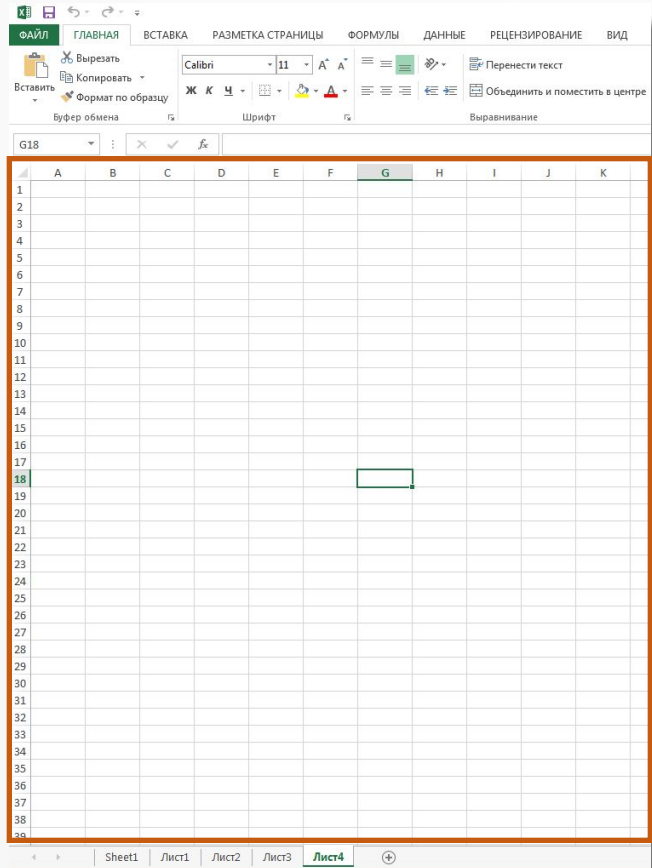 ФАЙЛ ГЛАВНАЯ ВСТАВКА РАЗМЕТКА СТРАНИЦЫ ФОРМУЛЫ ДАННЫЕ РЕЦЕНЗИРОВАНИЕ ВИД
Вставить
Вырезать
Копировать
Формат по образцу
Буфер обмена
Calibri 11 A A
Ж К Ч A
Шрифт
Перенести текст
Объединить и поместить в центре
Выравнивание
G18 fx
A B C D E F G H I J K
1
2
3
4
5
6
7
8
9
10
11
12
13
14
15
16
17
18
19
20
21
22
23
24
25
26
27
28
29
30
31
32
33
34
35
36
37
38
39
Sheet1 Лист1 Лист2 Лист3 Лист4